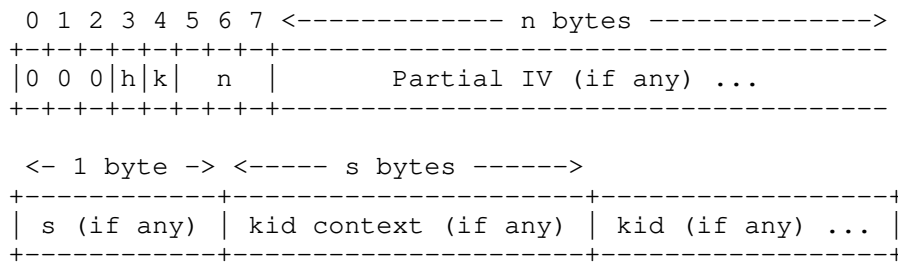 0 1 2 3 4 5 6 7 <------------- n bytes -------------->
+-+-+-+-+-+-+-+-+--------------------------------------
|0 0 0|h|k|  n  |       Partial IV (if any) ...
+-+-+-+-+-+-+-+-+--------------------------------------
 <- 1 byte -> <----- s bytes ------>
+------------+----------------------+------------------+
| s (if any) | kid context (if any) | kid (if any) ... |
+------------+----------------------+------------------+